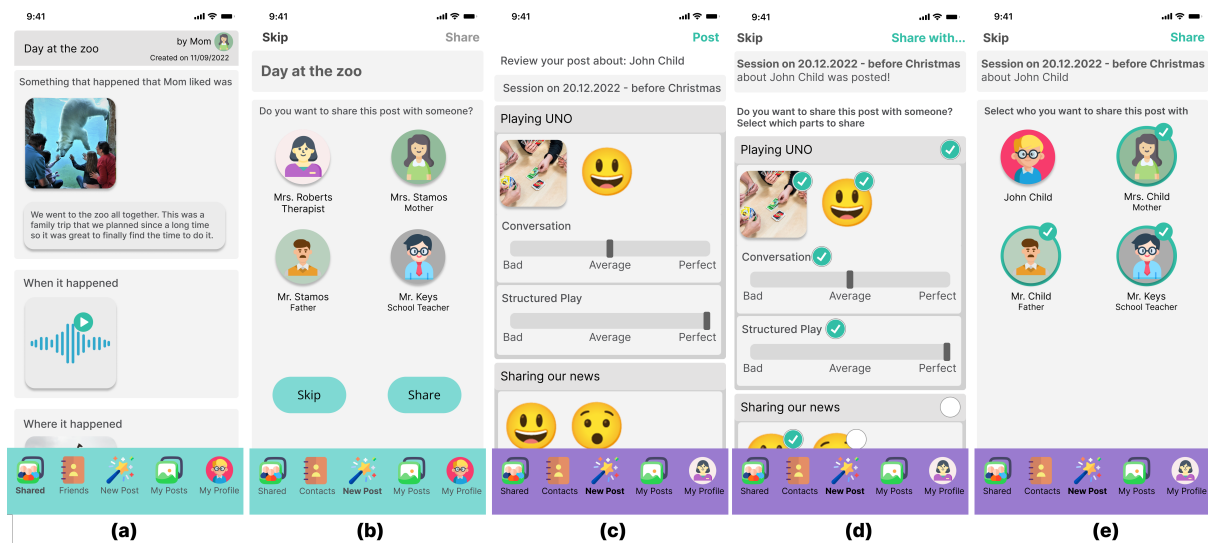 9:41
Day at the zoo
by Mom
Created on 11/09/2022
Something that happened that Mom liked was
We went to the zoo all together. This was a
family trip that we planned since a long time
so it was great to finally find the time to do it.
When it happened
Where it happened
Shared Friends New Post My Posts My Profile
(a)
9:41
Skip Share
Day at the zoo
Do you want to share this post with someone?
Mrs. Roberts
Therapist
Mrs. Stamos
Mother
Mr. Stamos
Father
Mr. Keys
School Teacher
Skip Share
Shared Contacts New Post My Posts My Profile
(b)
9:41
Post
Review your post about: John Child
Session on 20.12.2022 - before Christmas
Playing UNO
Conversation
Bad Average Perfect
Structured Play
Bad Average Perfect
Sharing our news
Shared Contacts New Post My Posts My Profile
(c)
9:41
Skip Share with...
Session on 20.12.2022 - before Christmas
about John Child was posted!
Do you want to share this post with someone?
Select which parts to share
Playing UNO
Conversation
Bad Average Perfect
Structured Play
Bad Average Perfect
Sharing our news
Shared Contacts New Post My Posts My Profile
(d)
9:41
Skip Share
Session on 20.12.2022 - before Christmas
about John Child
Select who you want to share this post with
John Child
Mrs. Child
Mother
Mr. Child
Father
Mr. Keys
School Teacher
Shared Contacts New Post My Posts My Profile
(e)